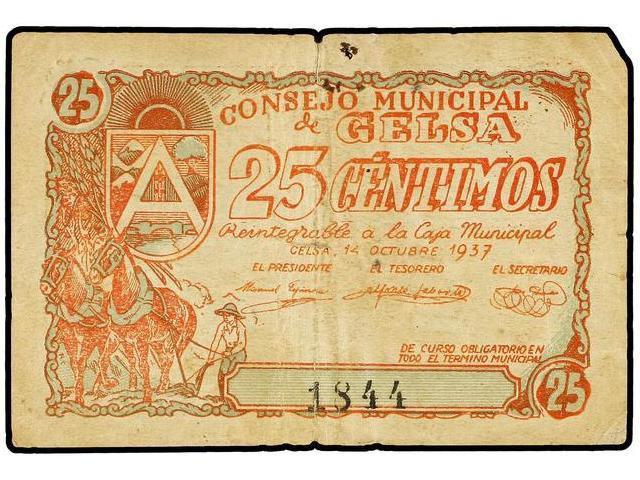 25
CONSEJO MUNICIPAL
de GELSA
A
25 CÉNTIMOS
Reintegrable á la Caja Municipal
GELSA, 14 OCTUBRE 1937
EL PRESIDENTE EL TESORERO EL SECRETARIO
Manuel
DE CURSO OBLIGATORIO EN
TODO EL TERMINO MUNICIPAL
1844
25